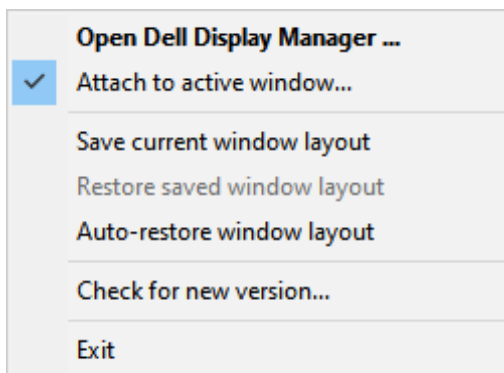 Open Dell Display Manager ...
Attach to active window...
Save current window layout
Restore saved window layout
Auto-restore window layout
Check for new version...
Exit